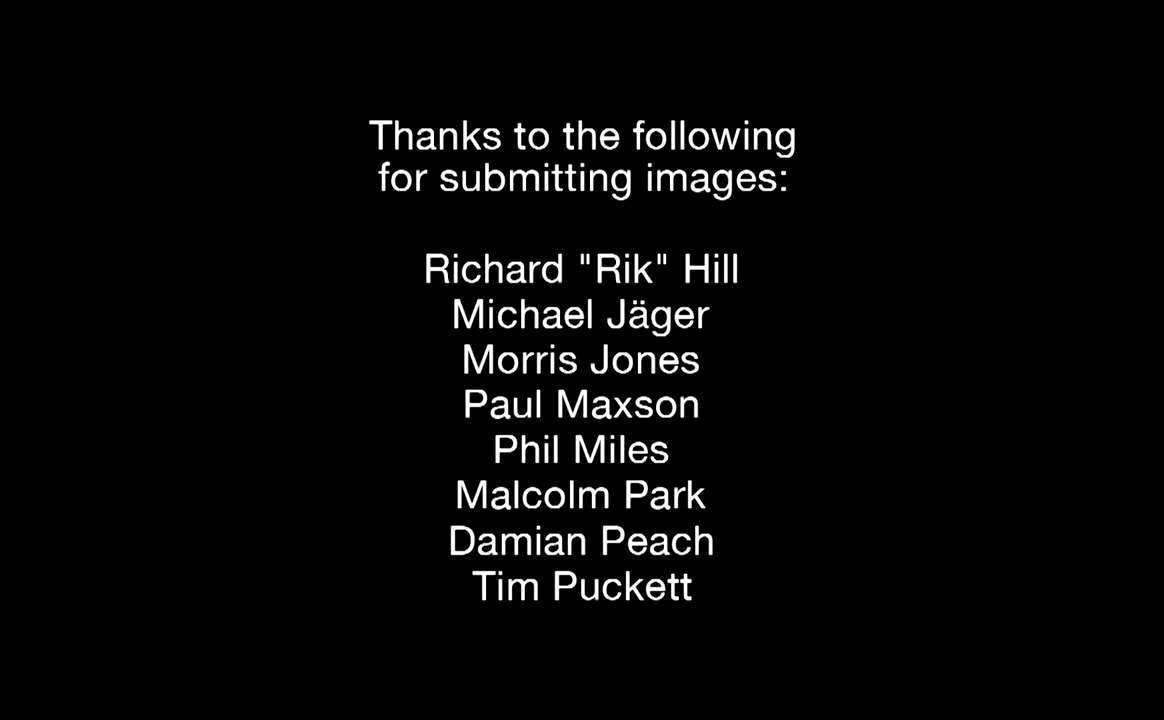 Thanks to the following
for submitting images:
Richard "Rik" Hill
Michael Jäger
Morris Jones
Paul Maxson
Phil Miles
Malcolm Park
Damian Peach
Tim Puckett